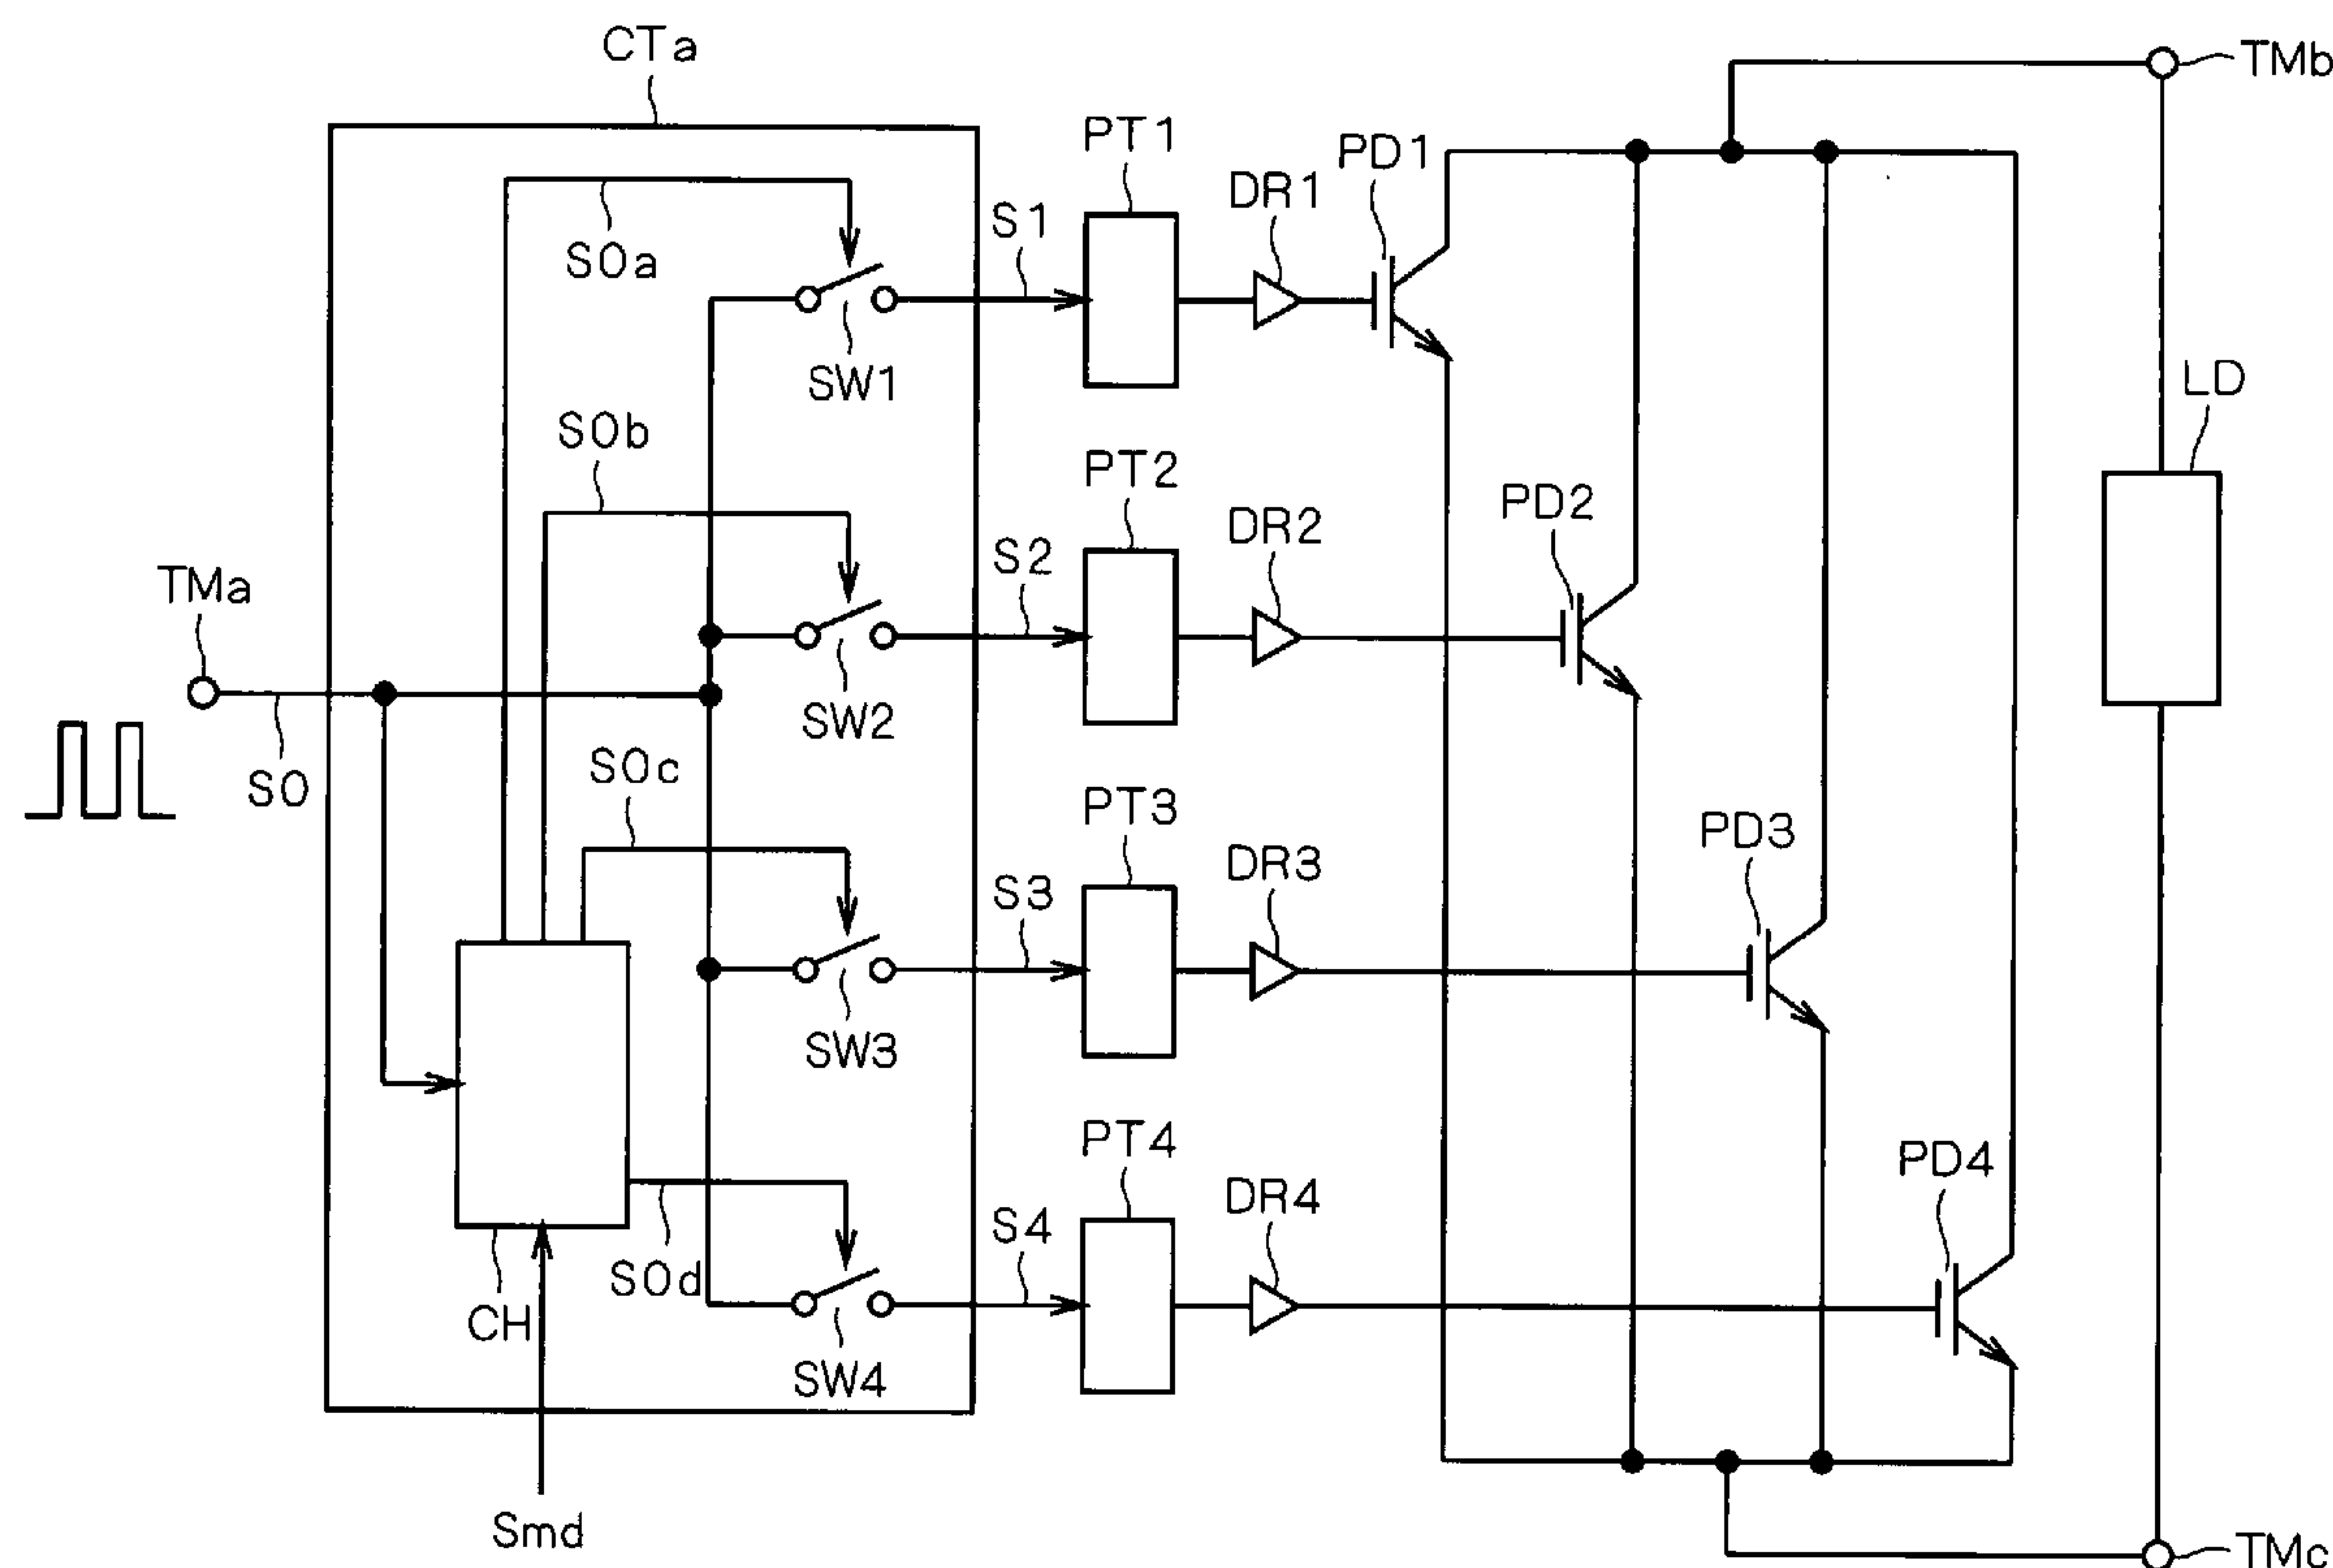 CTa
TMb
PT1
PD1
DR1
S1
S0a
SW1
LD
S0b
PT2
PD2
DR2
S2
TMa
SW2
S0c
S0
PT3
PD3
DR3
S3
SW3
PT4
PD4
DR4
S4
S0d
CH
SW4
Smd
TMc